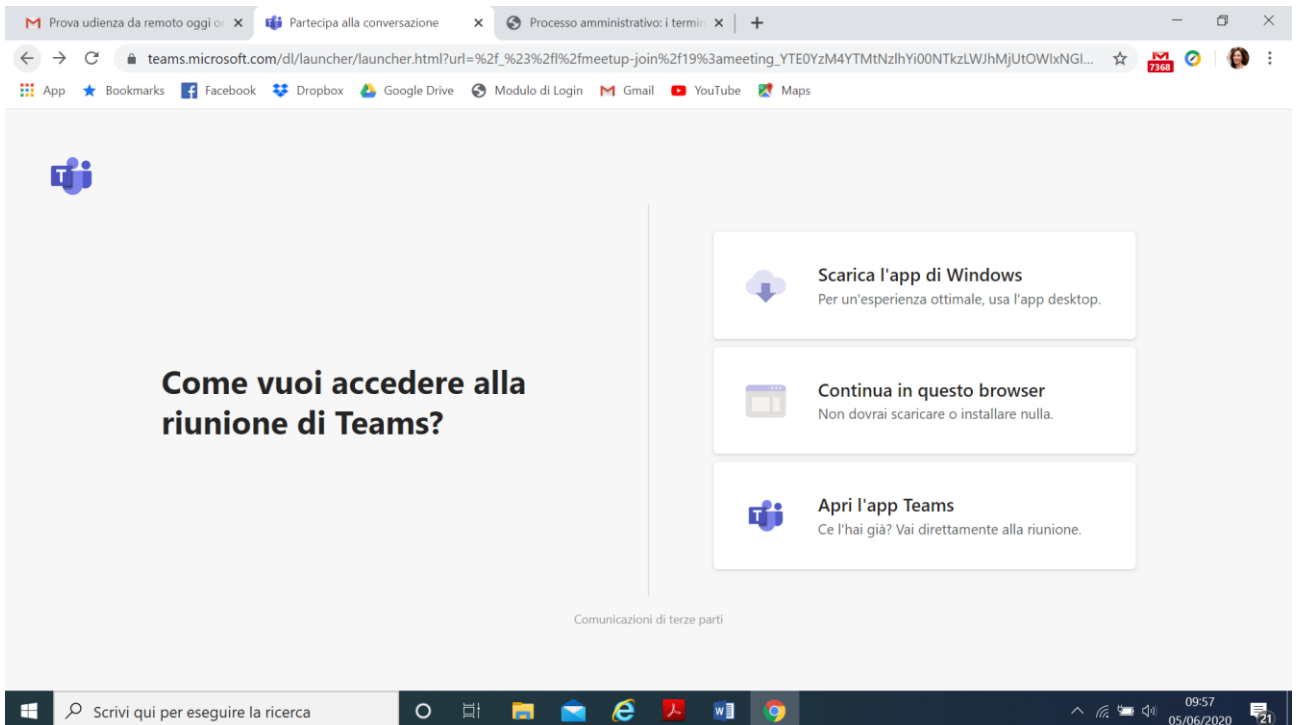 Prova udienza da remoto oggi o
Partecipa alla conversazione
Processo amministrativo: i termin
teams.microsoft.com/dl/launcher/launcher.html?url=%2f_%23%2fl%2fmeetup-join%2f19%3ameeting_YTE0YzM4YTMtNzlhYi00NTkzLWJhMjUtOWIxNGI...
7368
App
Bookmarks
Facebook
Dropbox
Google Drive
Modulo di Login
Gmail
YouTube
Maps
Come vuoi accedere alla
riunione di Teams?
Scarica l'app di Windows
Per un'esperienza ottimale, usa l'app desktop.
Continua in questo browser
Non dovrai scaricare o installare nulla.
Apri l'app Teams
Ce l'hai già? Vai direttamente alla riunione.
Comunicazioni di terze parti
Scrivi qui per eseguire la ricerca
09:57
05/06/2020
21